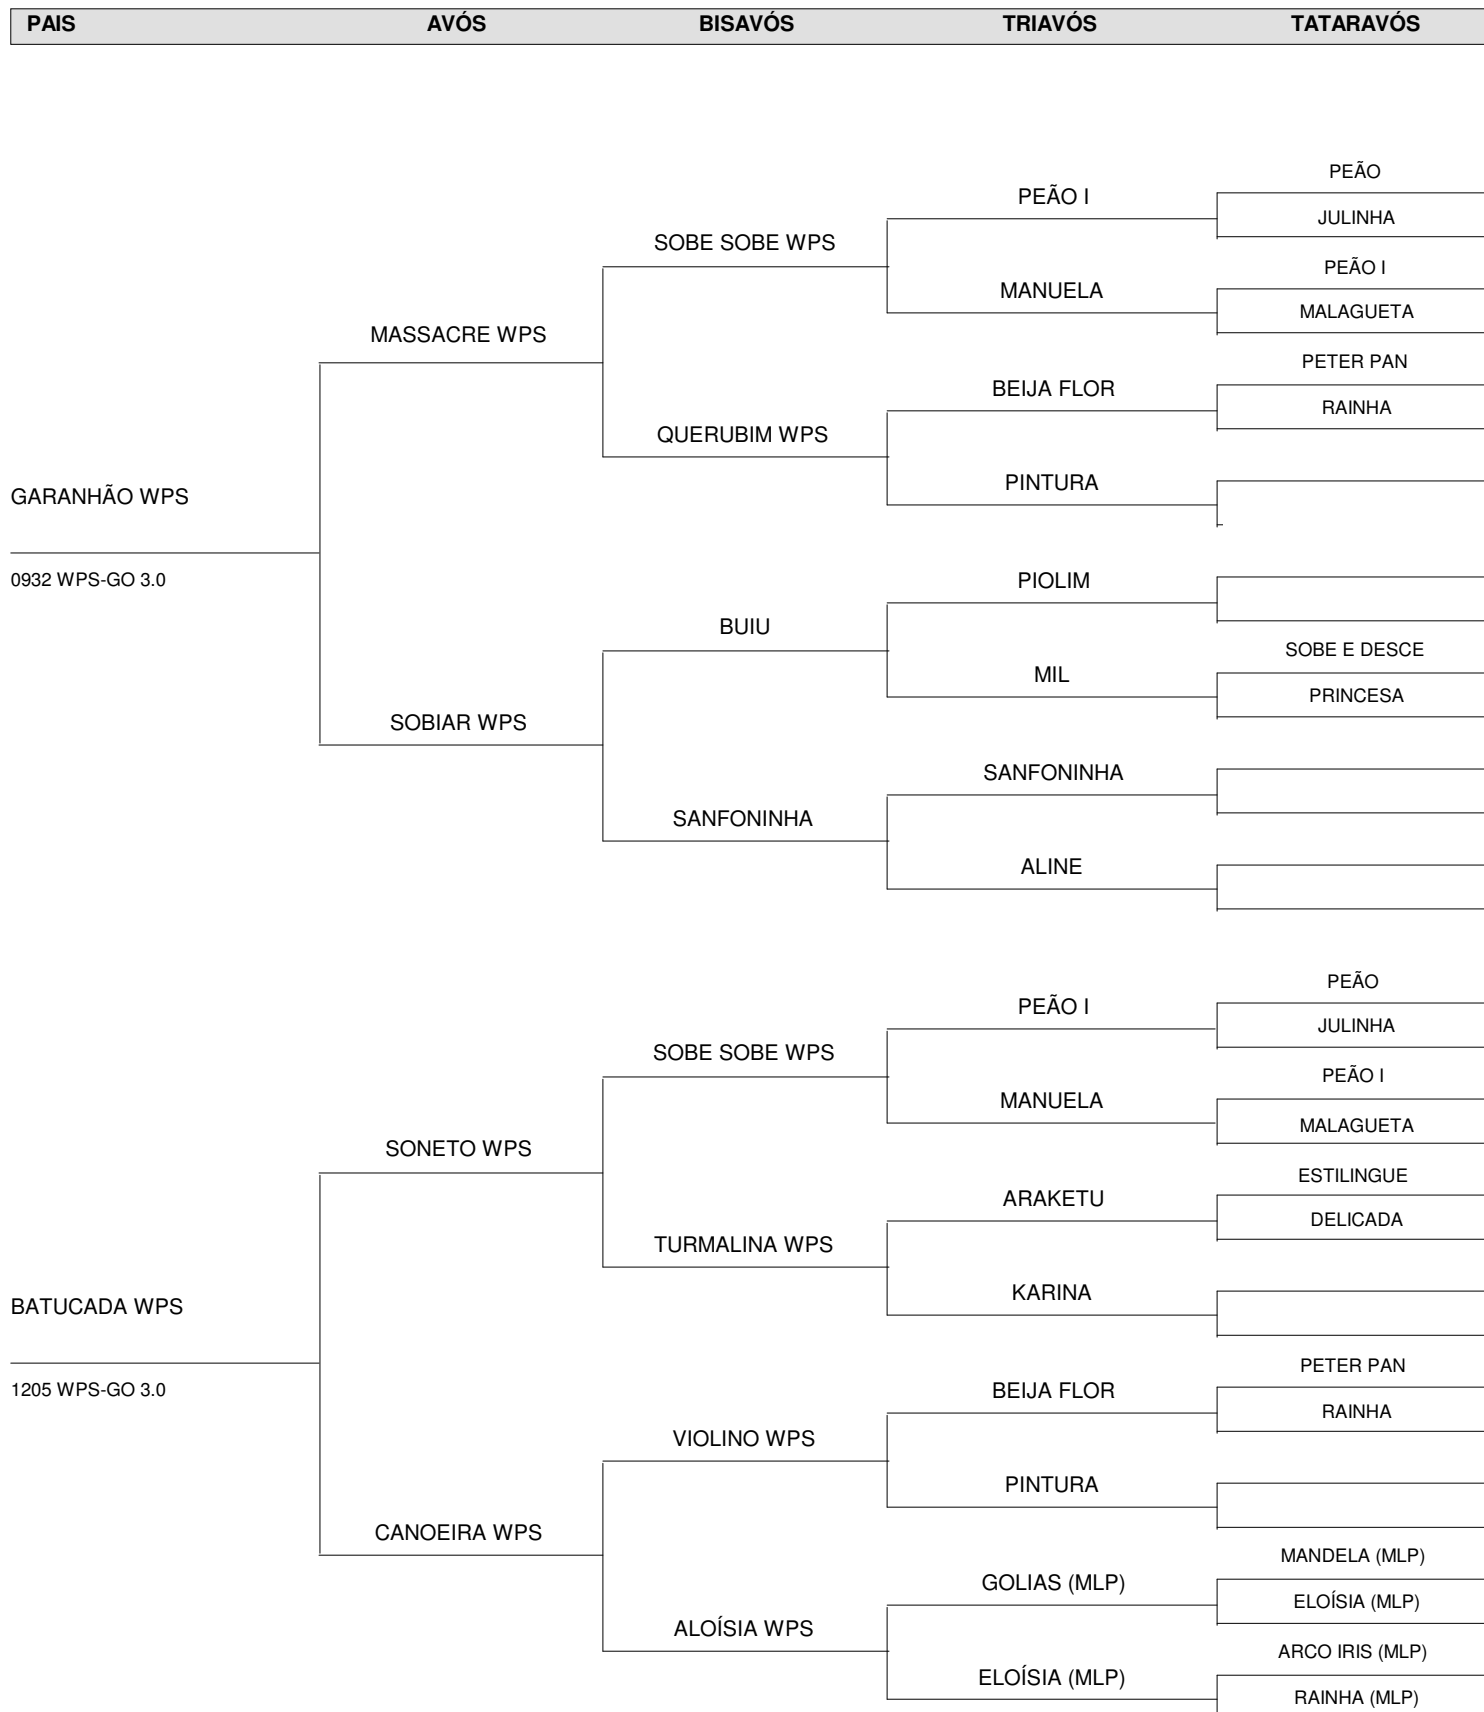 PAIS AVÓS BISAVÓS TRIAVÓS TATARAVÓS
PEÃO
PEÃO I
JULINHA
SOBE SOBE WPS
PEÃO I
MANUELA
MALAGUETA
MASSACRE WPS
PETER PAN
BEIJA FLOR
RAINHA
QUERUBIM WPS
PINTURA
GARANHÃO WPS
0932 WPS-GO 3.0
PIOLIM
BUIU
SOBE E DESCE
MIL
PRINCESA
SOBIAR WPS
SANFONINHA
SANFONINHA
ALINE
PEÃO
PEÃO I
JULINHA
SOBE SOBE WPS
PEÃO I
MANUELA
MALAGUETA
SONETO WPS
ESTILINGUE
ARAKETU
DELICADA
TURMALINA WPS
KARINA
BATUCADA WPS
PETER PAN
1205 WPS-GO 3.0
BEIJA FLOR
RAINHA
VIOLINO WPS
PINTURA
CANOEIRA WPS
MANDELA (MLP)
GOLIAS (MLP)
ELOÍSIA (MLP)
ALOÍSIA WPS
ARCO IRIS (MLP)
ELOÍSIA (MLP)
RAINHA (MLP)